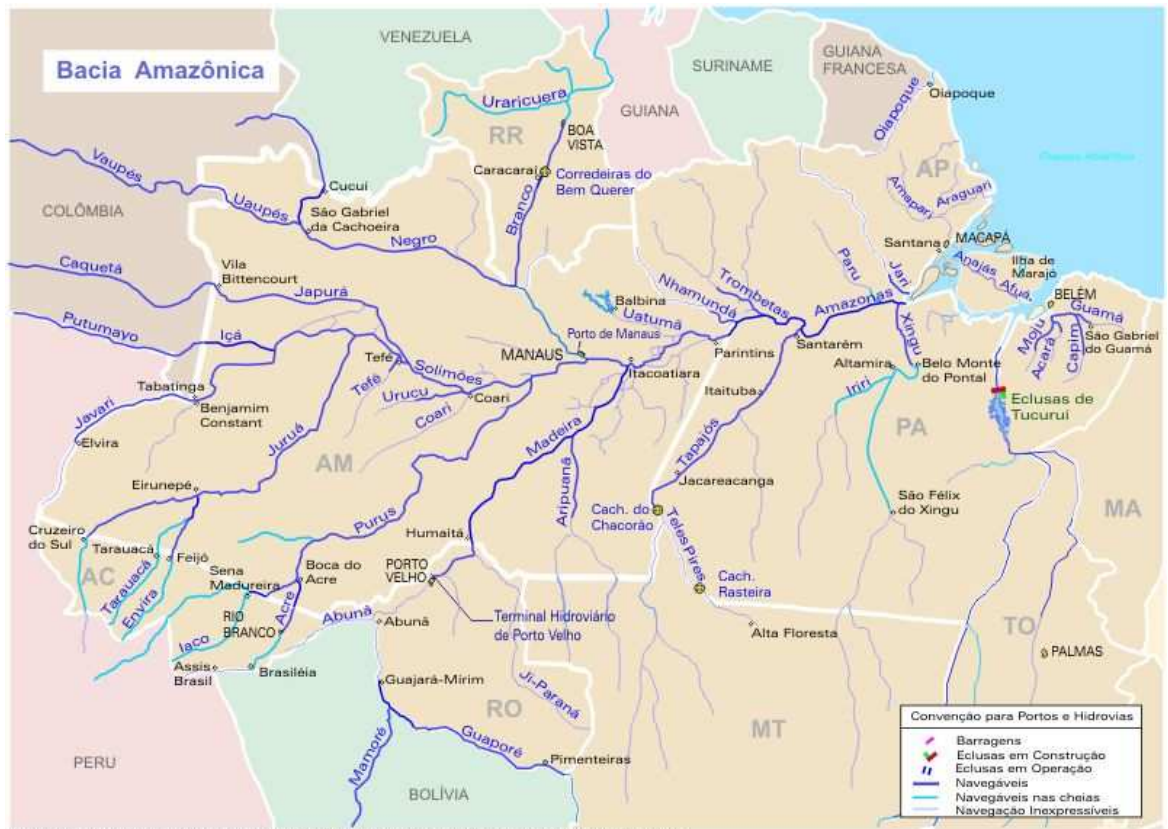 Bacia Amazônica
VENEZUELA
GUIANA
SURINAME
GUIANA
FRANCESA
COLÔMBIA
PERU
BOLÍVIA
RR
AP
AM
PA
AC
RO
MT
TO
MA
Uraricuera
BOA
VISTA
Caracaraí
Corredeiras do
Bem Querer
Branco
Oiapoque
Oiapoque
Vaupés
Uaupés
Cucuí
São Gabriel
da Cachoeira
Negro
Amapari
Araguari
Santana
MACAPÁ
Ilha de
Marajó
Anajás
Afuá
Caquetá
Vila
Bittencourt
Japurá
Putumayo
Içá
Balbina
Uatumã
Nhamundá
Trombetas
Paru
Jari
Amazonas
Xingu
BELÉM
Guamá
Moju
Acará
Capim
São Gabriel
do Guamá
Porto de Manaus
MANAUS
Itacoatiara
Parintins
Santarém
Altamira
Belo Monte
do Pontal
Iriri
Itaituba
Eclusas de
Tucuruí
Tefé
Tefé
Solimões
Urucu
Coari
Coari
Tabatinga
Benjamim
Constant
Javari
Elvira
Juruá
Madeira
Tapajós
Eirunepé
Purus
Aripuanã
Jacareacanga
Cach. do
Chacorão
São Félix
do Xingu
Cruzeiro
do Sul
Tarauacá
Feijó
Tarauacá
Envira
Sena
Madureira
Boca do
Acre
Humaitá
PORTO
VELHO
Teles Pires
Cach.
Rasteira
Iaco
RIO
BRANCO
Acre
Abunã
Abunã
Terminal Hidroviário
de Porto Velho
Alta Floresta
PALMAS
Assis
Brasil
Brasiléia
Guajará-Mirim
Ji-Paraná
Mamoré
Guaporé
Pimenteiras
Convenção para Portos e Hidrovias
Barragens
Eclusas em Construção
Eclusas em Operação
Navegáveis
Navegáveis nas cheias
Navegação Inexpressíveis